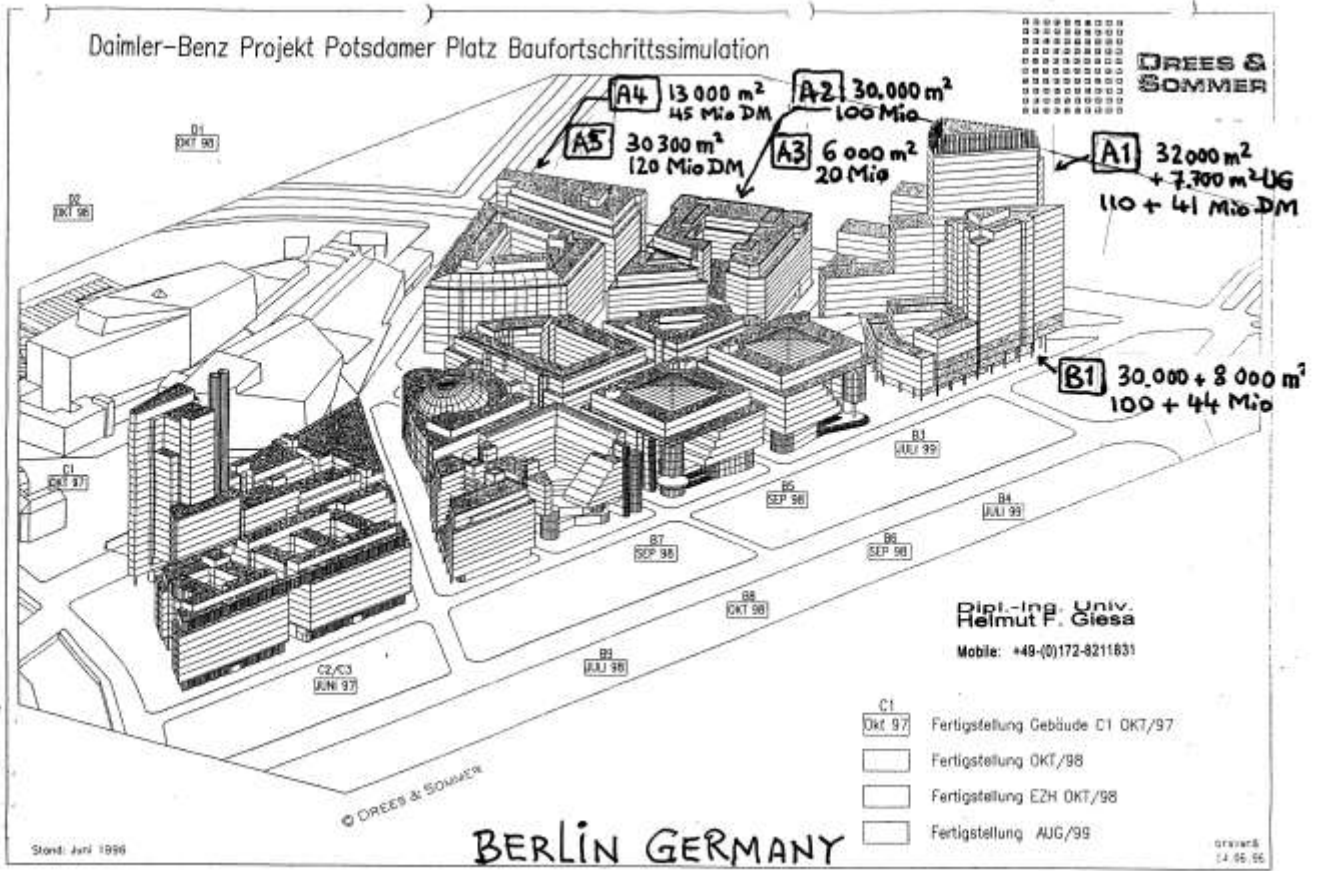 Daimler-Benz Projekt Potsdamer Platz Baufortschrittssimulation
DREES &
SOMMER
A4 13 000 m²
45 Mio DM
A5 30 300 m²
120 Mio DM
A2 30.000 m²
100 Mio
A3 6 000 m²
20 Mio
A1 32000 m²
+ 7.700 m² UG
110 + 41 Mio DM
B1 30.000 + 8 000 m²
100 + 44 Mio
D1
OKT 98
D2
OKT 98
C1
OKT 97
B3
JULI 99
B5
SEP 98
B4
JULI 99
B7
SEP 98
B6
SEP 98
B8
OKT 98
B9
JULI 98
C2/C3
JUNI 97
Dipl.-Ing. Univ.
Helmut F. Giesa
Mobile: +49-(0)172-8211831
C1
Okt 97 Fertigstellung Gebäude C1 OKT/97
Fertigstellung OKT/98
Fertigstellung EZH OKT/98
Fertigstellung AUG/99
© DREES & SOMMER
BERLIN GERMANY
Stand: Juni 1996